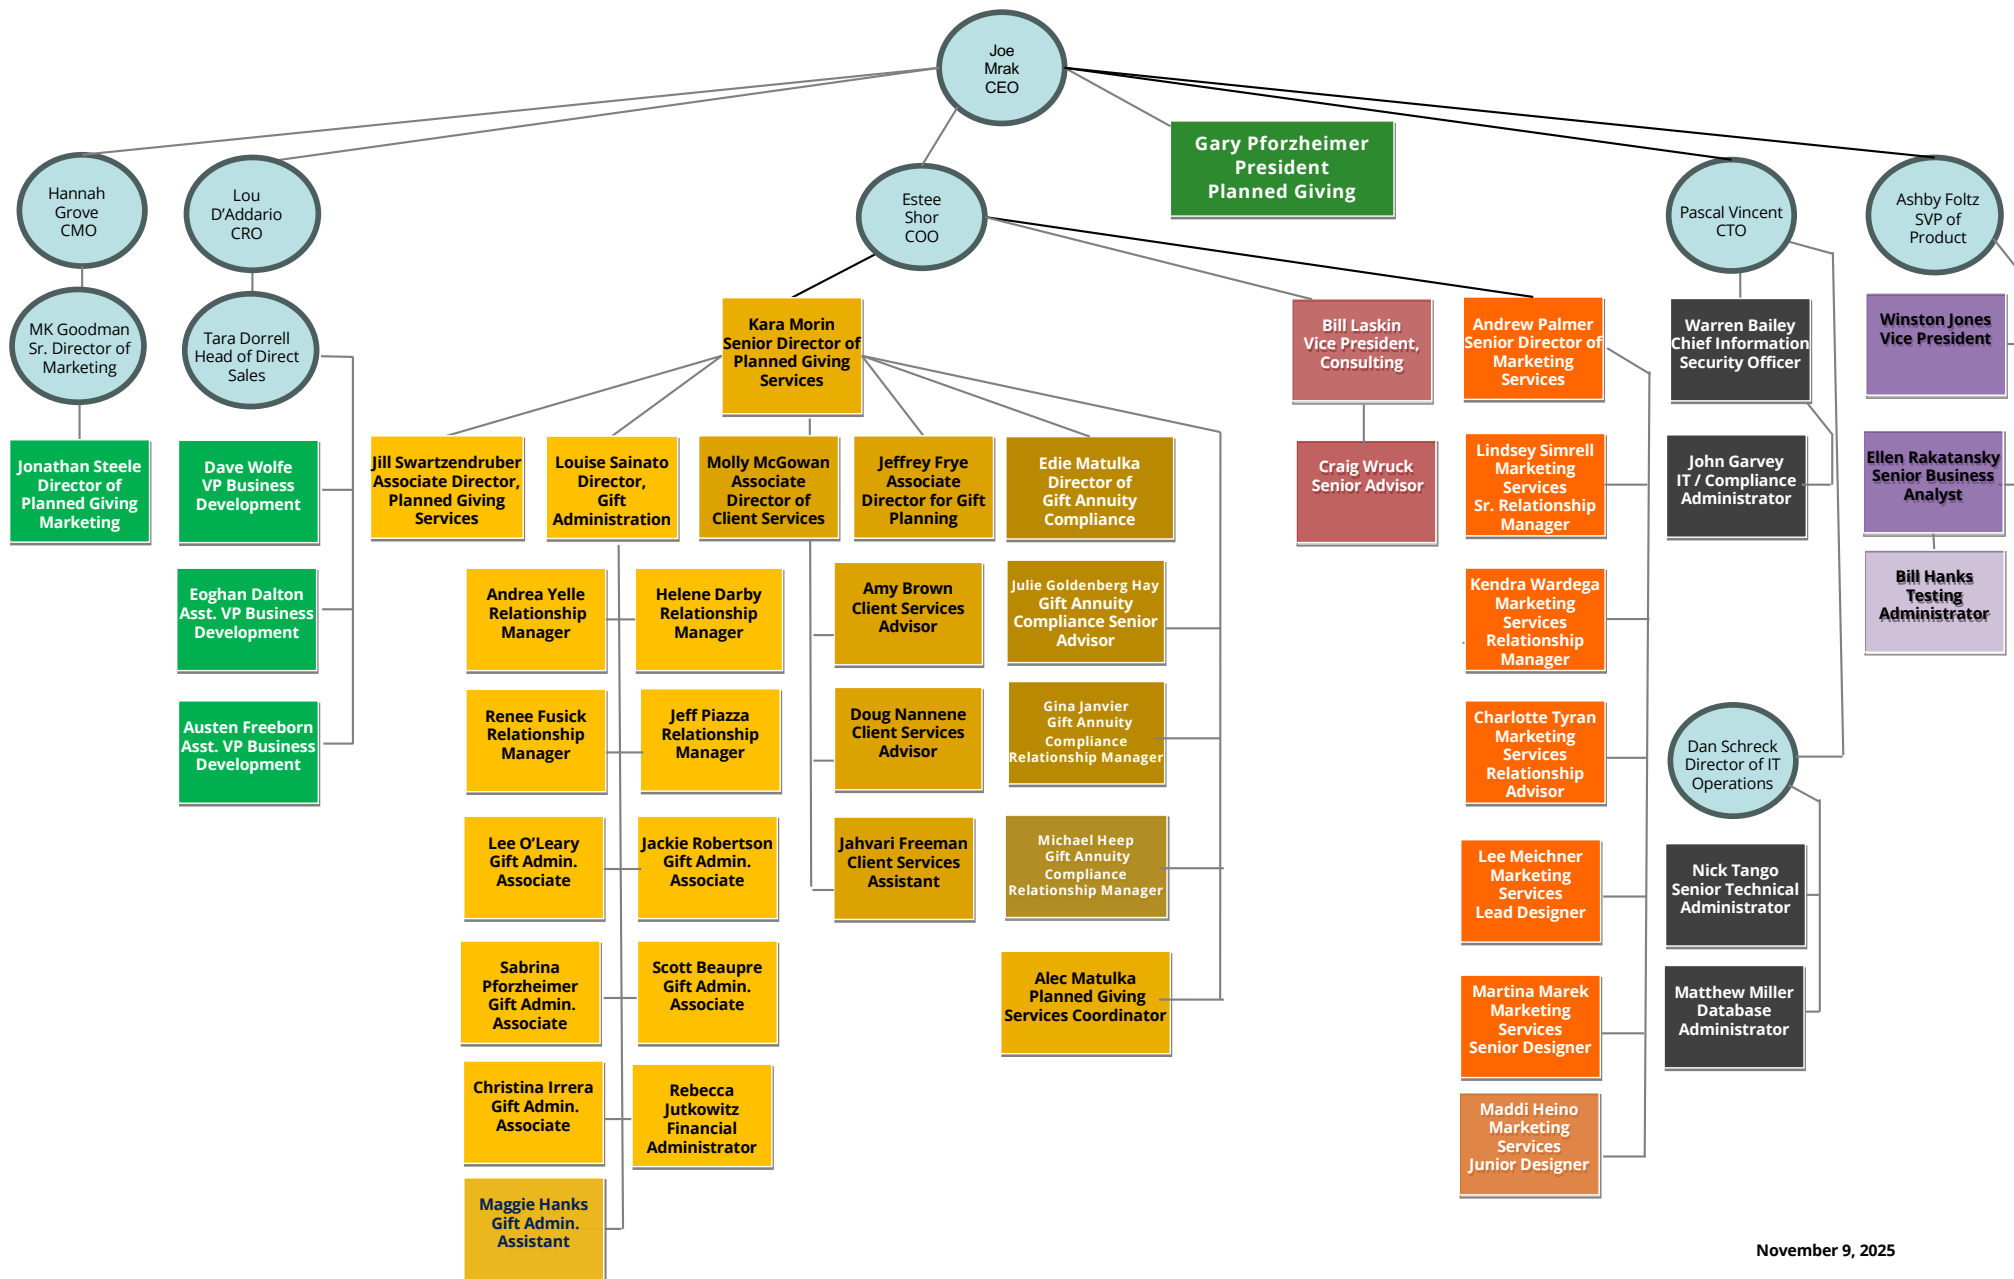 Joe
Mrak
CEO
Gary Pforzheimer
President
Planned Giving
Hannah
Grove
CMO
Lou
D’Addario
CRO
Estee
Shor
COO
Pascal Vincent
CTO
Ashby Foltz
SVP of
Product
MK Goodman
Sr. Director of
Marketing
Tara Dorrell
Head of Direct
Sales
Kara Morin
Senior Director of
Planned Giving
Services
Bill Laskin
Vice President,
Consulting
Andrew Palmer
Senior Director of
Marketing
Services
Warren Bailey
Chief Information
Security Officer
Winston Jones
Vice President
Jonathan Steele
Director of
Planned Giving
Marketing
Dave Wolfe
VP Business
Development
Jill Swartzendruber
Associate Director,
Planned Giving
Services
Louise Sainato
Director,
Gift
Administration
Molly McGowan
Associate
Director of
Client Services
Jeffrey Frye
Associate
Director for Gift
Planning
Edie Matulka
Director of
Gift Annuity
Compliance
Craig Wruck
Senior Advisor
Lindsey Simrell
Marketing
Services
Sr. Relationship
Manager
John Garvey
IT / Compliance
Administrator
Ellen Rakatansky
Senior Business
Analyst
Eoghan Dalton
Asst. VP Business
Development
Andrea Yelle
Relationship
Manager
Helene Darby
Relationship
Manager
Amy Brown
Client Services
Advisor
Julie Goldenberg Hay
Gift Annuity
Compliance Senior
Advisor
Kendra Wardega
Marketing
Services
Relationship
Manager
Bill Hanks
Testing
Administrator
Austen Freeborn
Asst. VP Business
Development
Renee Fusick
Relationship
Manager
Jeff Piazza
Relationship
Manager
Doug Nannene
Client Services
Advisor
Gina Janvier
Gift Annuity
Compliance
Relationship Manager
Charlotte Tyran
Marketing
Services
Relationship
Advisor
Dan Schreck
Director of IT
Operations
Lee O’Leary
Gift Admin.
Associate
Jackie Robertson
Gift Admin.
Associate
Jahvari Freeman
Client Services
Assistant
Michael Heep
Gift Annuity
Compliance
Relationship Manager
Lee Meichner
Marketing
Services
Lead Designer
Nick Tango
Senior Technical
Administrator
Sabrina
Pforzheimer
Gift Admin.
Associate
Scott Beaupre
Gift Admin.
Associate
Alec Matulka
Planned Giving
Services Coordinator
Martina Marek
Marketing
Services
Senior Designer
Matthew Miller
Database
Administrator
Christina Irrera
Gift Admin.
Associate
Rebecca
Jutkowitz
Financial
Administrator
Maddi Heino
Marketing
Services
Junior Designer
Maggie Hanks
Gift Admin.
Assistant
November 9, 2025